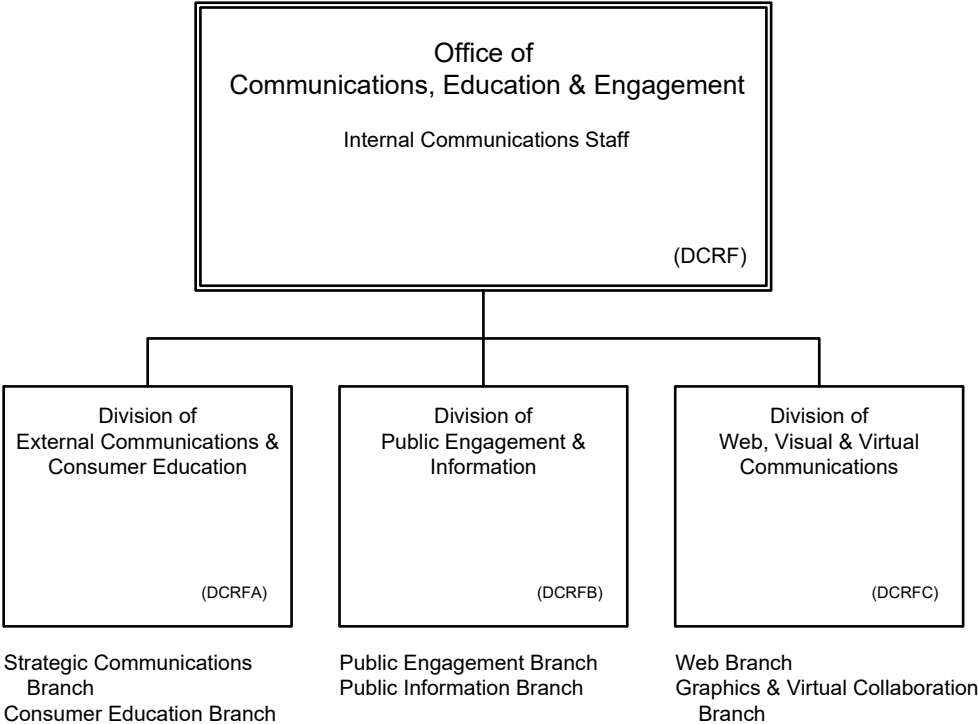 Office of
Communications, Education & Engagement
Internal Communications Staff
(DCRF)
Division of
External Communications &
Consumer Education
(DCRFA)
Strategic Communications
Branch
Consumer Education Branch
Division of
Public Engagement &
Information
(DCRFB)
Public Engagement Branch
Public Information Branch
Division of
Web, Visual & Virtual
Communications
(DCRFC)
Web Branch
Graphics & Virtual Collaboration
Branch